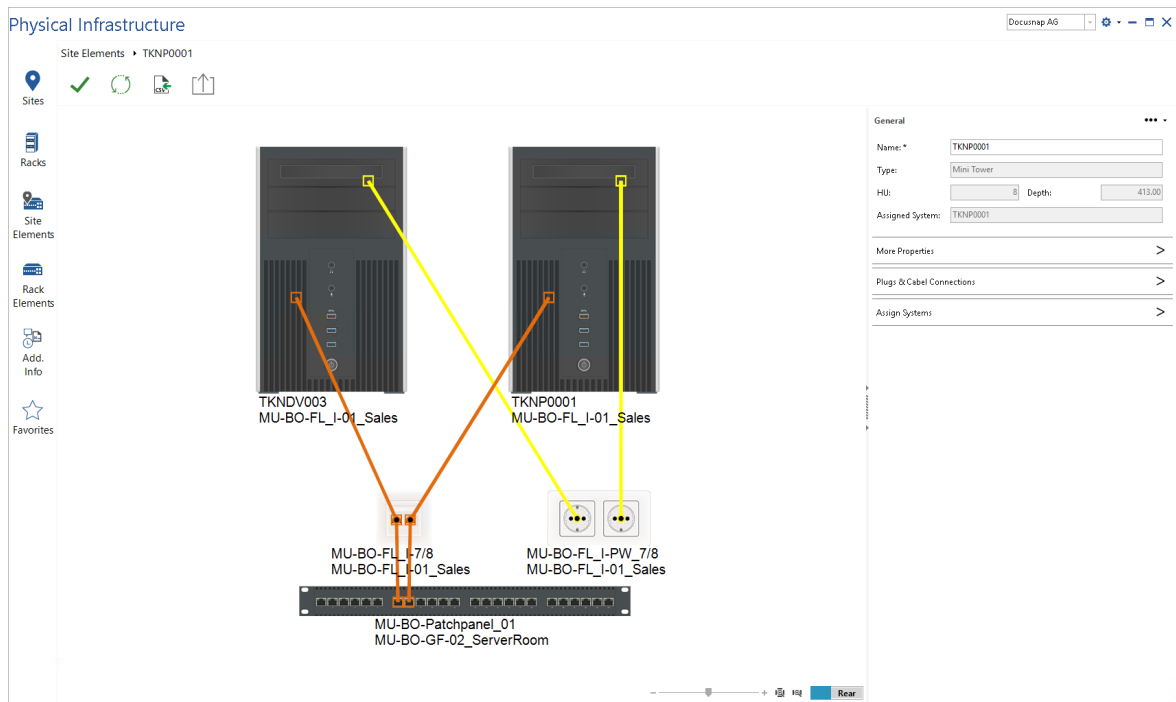 Physical Infrastructure
Docusnap AG
Site Elements ▸ TKNP0001
Sites
Racks
Site
Elements
Rack
Elements
Add.
Info
Favorites
CSV
TKNDV003
MU-BO-FL_I-01_Sales
TKNP0001
MU-BO-FL_I-01_Sales
MU-BO-FL_I-7/8
MU-BO-FL_I-01_Sales
MU-BO-FL_I-PW_7/8
MU-BO-FL_I-01_Sales
MU-BO-Patchpanel_01
MU-BO-GF-02_ServerRoom
General
Name: * TKNP0001
Type: Mini Tower
HU: 8 Depth: 413.00
Assigned System: TKNP0001
More Properties
Plugs & Cabel Connections
Assign Systems
Rear